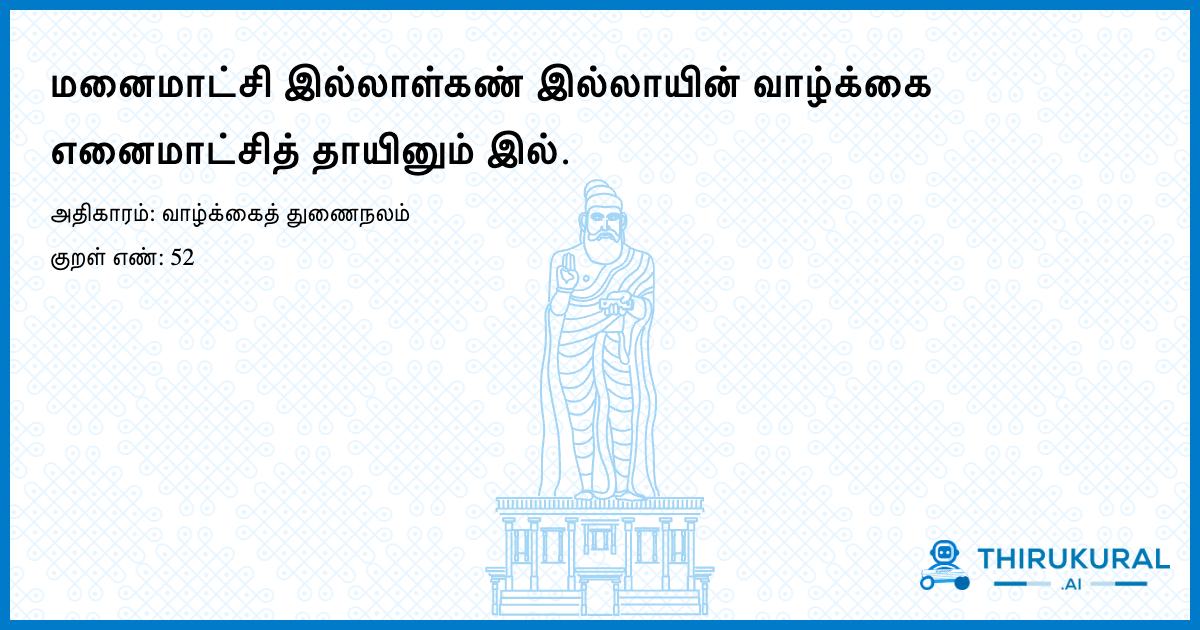 மனைமாட்சி இல்லாள்கண் இல்லாயின் வாழ்க்கை
எனைமாட்சித் தாயினும் இல்.
அதிகாரம்: வாழ்க்கைத் துணைநலம்
குறள் எண்: 52
THIRUKURAL
.AI